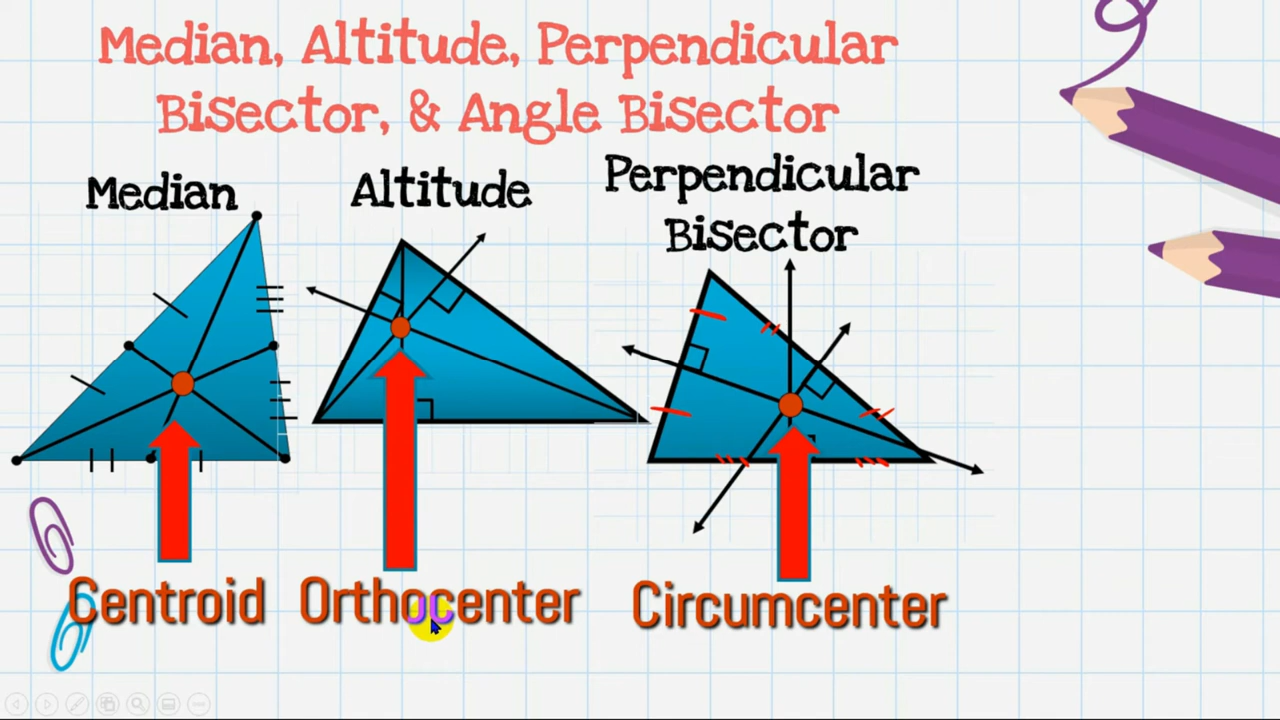 Median, Altitude, Perpendicular
Bisector, & Angle Bisector
Median
Altitude
Perpendicular
Bisector
Centroid
Orthocenter
Circumcenter